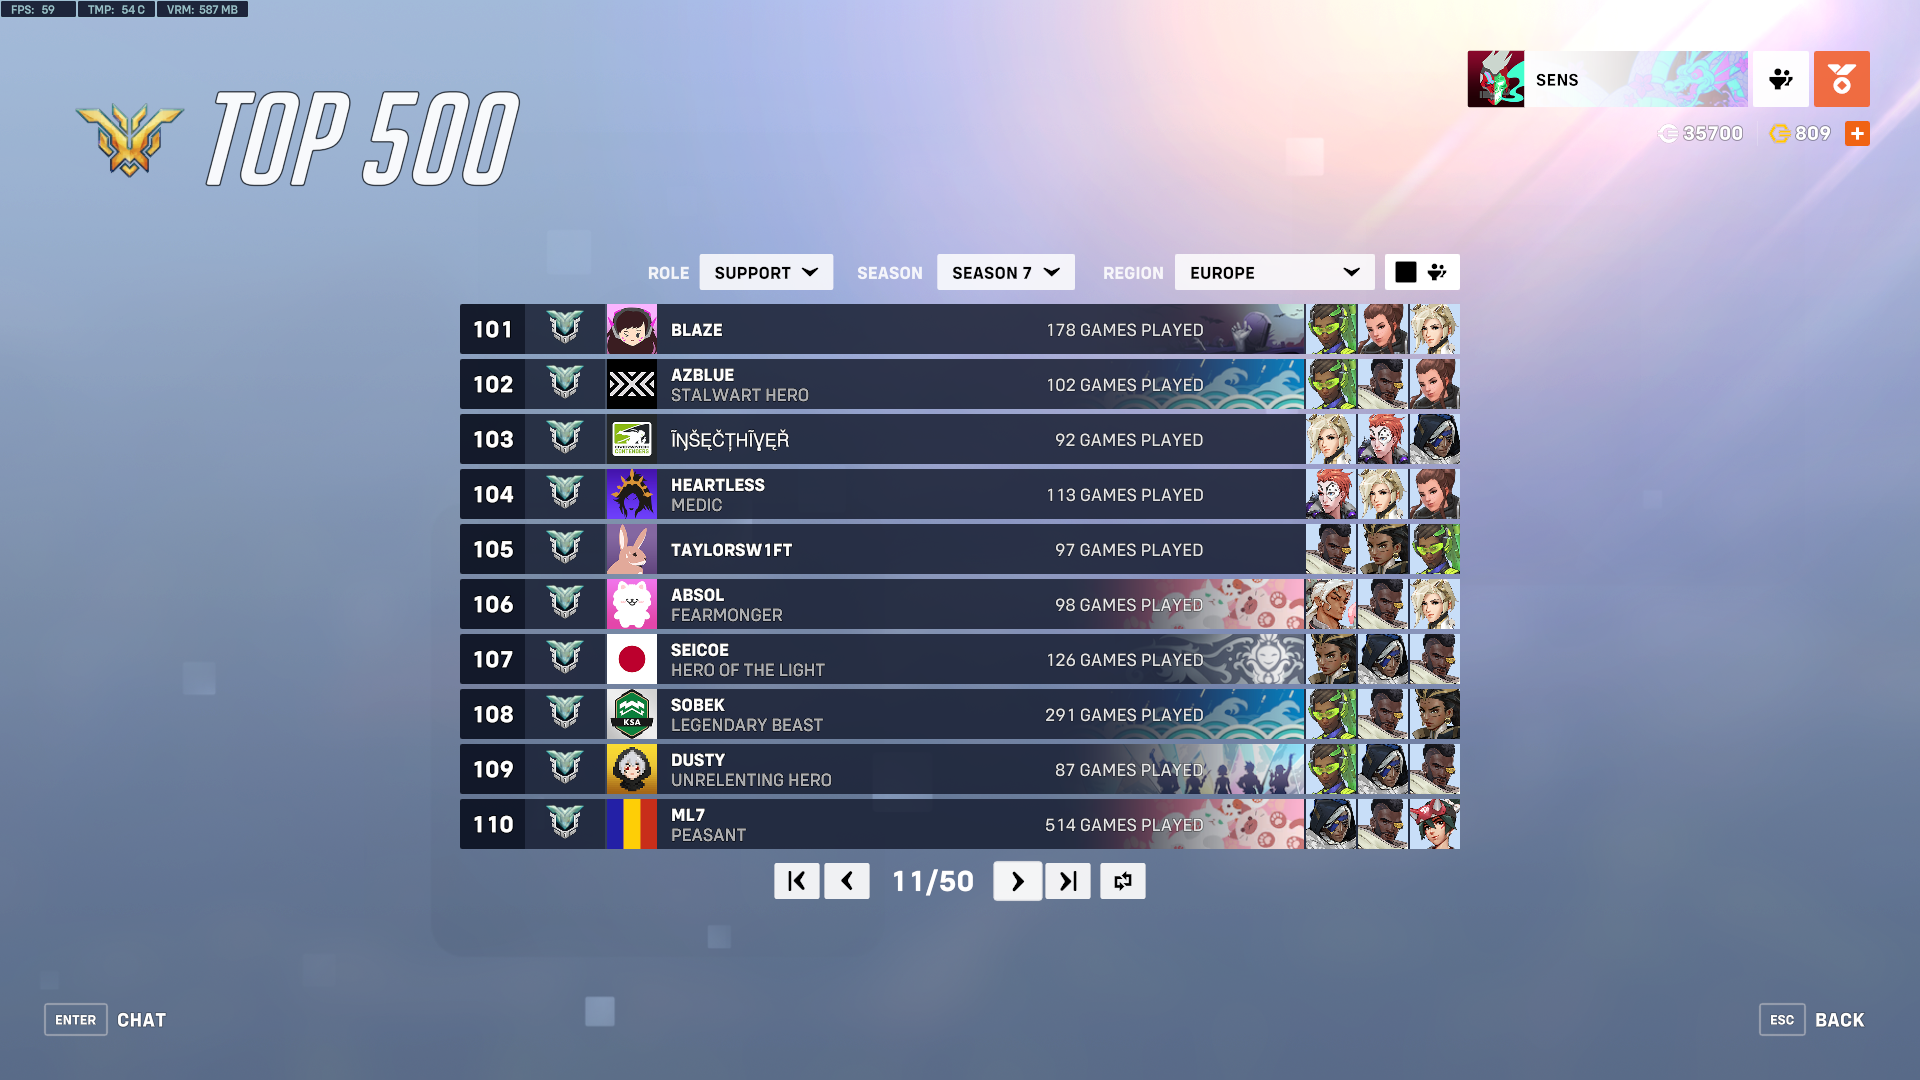 FPS: 59 TMP: 54 C VRM: 587 MB
TOP 500
SENS
35700 809
ROLE SUPPORT SEASON SEASON 7 REGION EUROPE
101 BLAZE 178 GAMES PLAYED
102 AZBLUE 102 GAMES PLAYED
STALWART HERO
103 ĪŅŠĘČŢHĪVĘŘ 92 GAMES PLAYED
104 HEARTLESS 113 GAMES PLAYED
MEDIC
105 TAYLORSW1FT 97 GAMES PLAYED
106 ABSOL 98 GAMES PLAYED
FEARMONGER
107 SEICOE 126 GAMES PLAYED
HERO OF THE LIGHT
108 KSA SOBEK 291 GAMES PLAYED
LEGENDARY BEAST
109 DUSTY 87 GAMES PLAYED
UNRELENTING HERO
110 ML7 514 GAMES PLAYED
PEASANT
11/50
ENTER CHAT
ESC BACK